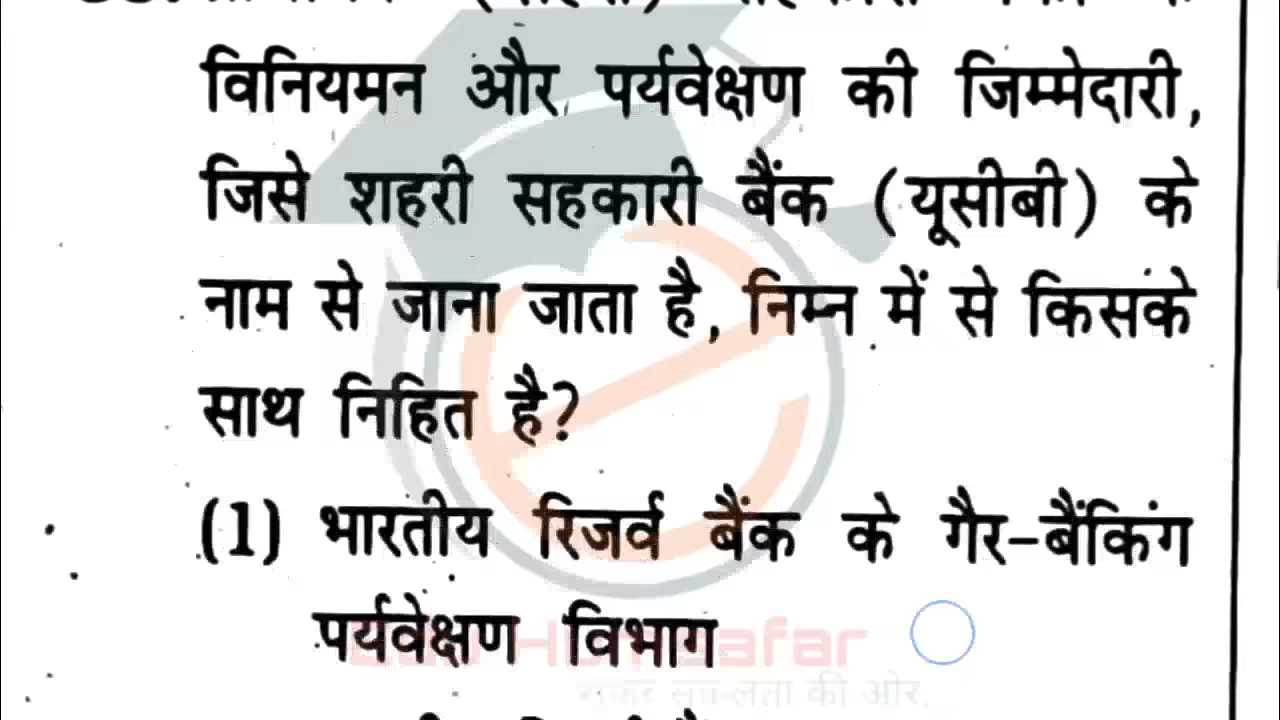 विनियमन और पर्यवेक्षण की जिम्मेदारी,
जिसे शहरी सहकारी बैंक (यूसीबी) के
नाम से जाना जाता है, निम्न में से किसके
साथ निहित है?
(1) भारतीय रिजर्व बैंक के गैर-बैंकिंग
पर्यवेक्षण विभाग